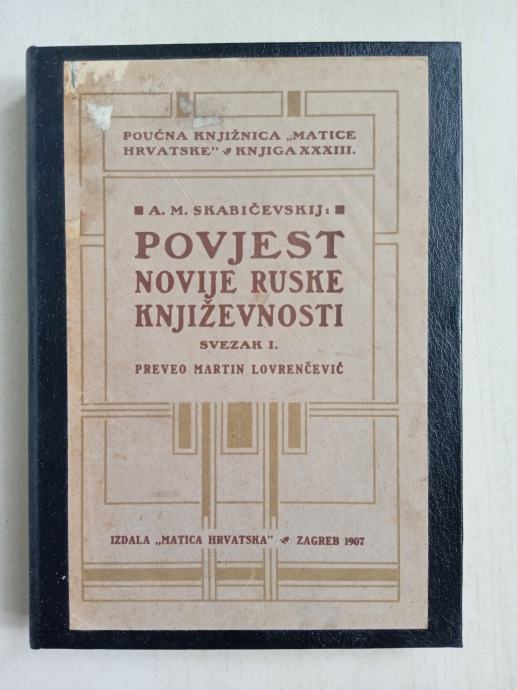 POUČNA KNJIŽNICA „MATICE
HRVATSKE” KNJIGA XXXIII.
A. M. SKABIČEVSKIJ:
POVJEST
NOVIJE RUSKE
KNJIŽEVNOSTI
SVEZAK I.
PREVEO MARTIN LOVRENČEVIĆ
IZDALA „MATICA HRVATSKA” ZAGREB 1907